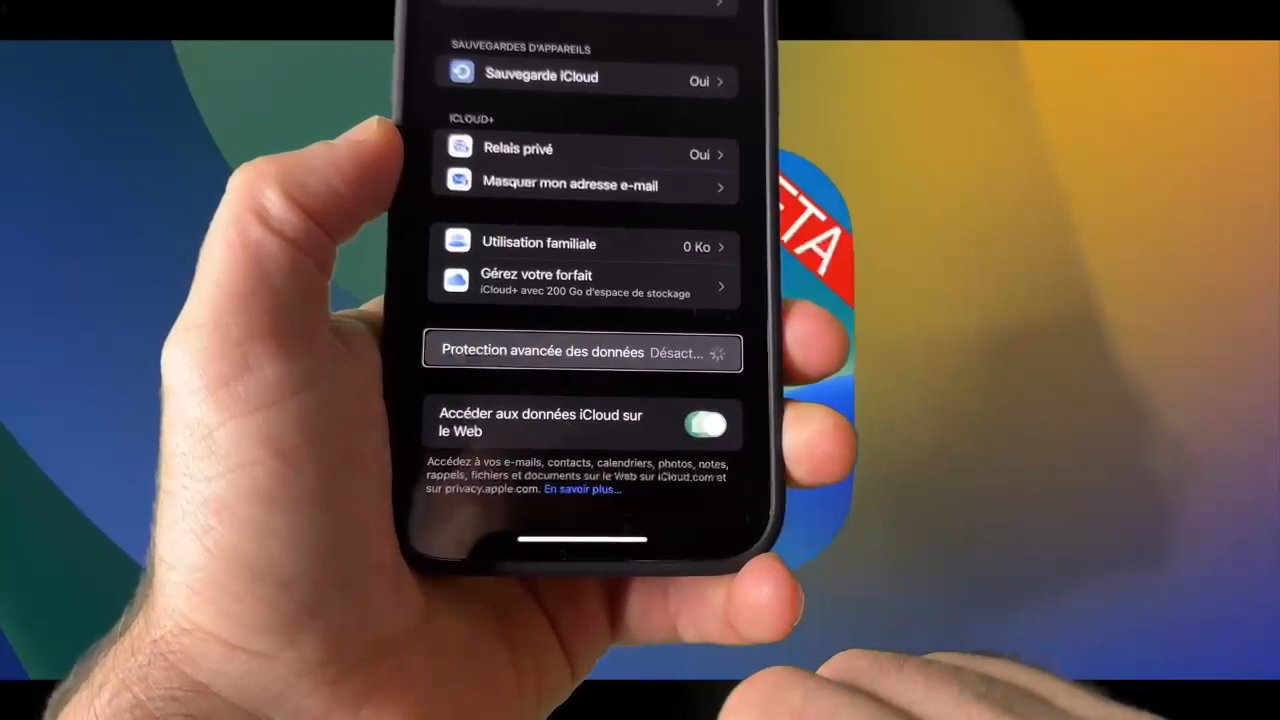 SAUVEGARDES D'APPAREILS
Sauvegarde iCloud Oui
ICLOUD+
Relais privé Oui
Masquer mon adresse e-mail
Utilisation familiale 0 Ko
Gérez votre forfait
iCloud+ avec 200 Go d'espace de stockage
Protection avancée des données Désact...
Accéder aux données iCloud sur
le Web
Accédez à vos e-mails, contacts, calendriers, photos, notes,
rappels, fichiers et documents sur le Web sur iCloud.com et
sur privacy.apple.com. En savoir plus...
ETA